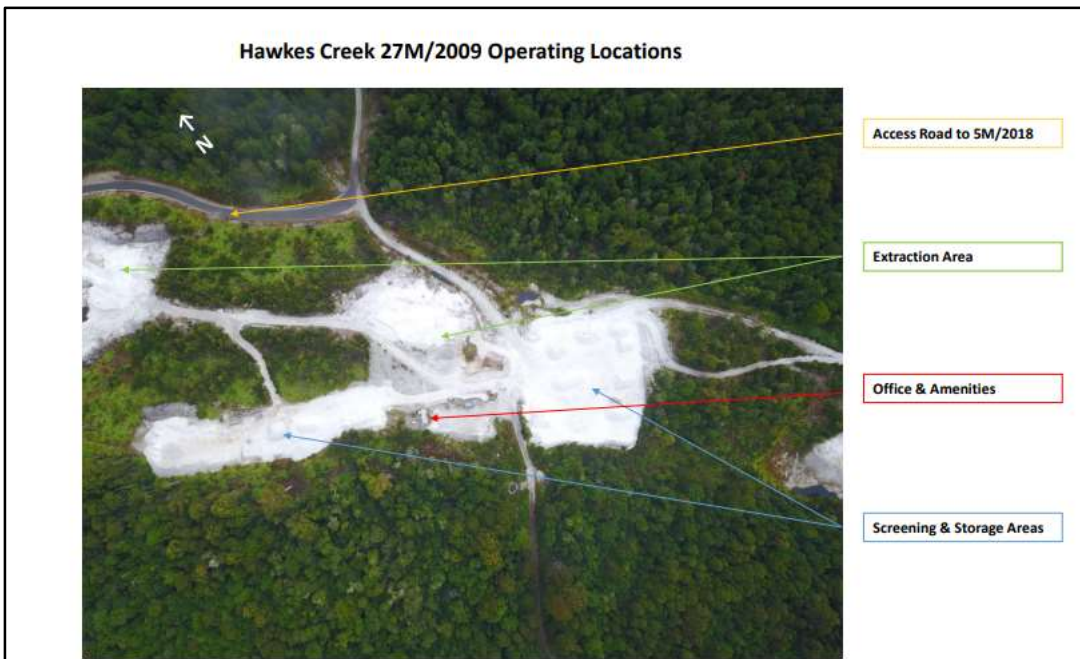 Hawkes Creek 27M/2009 Operating Locations
N
Access Road to 5M/2018
Extraction Area
Office & Amenities
Screening & Storage Areas